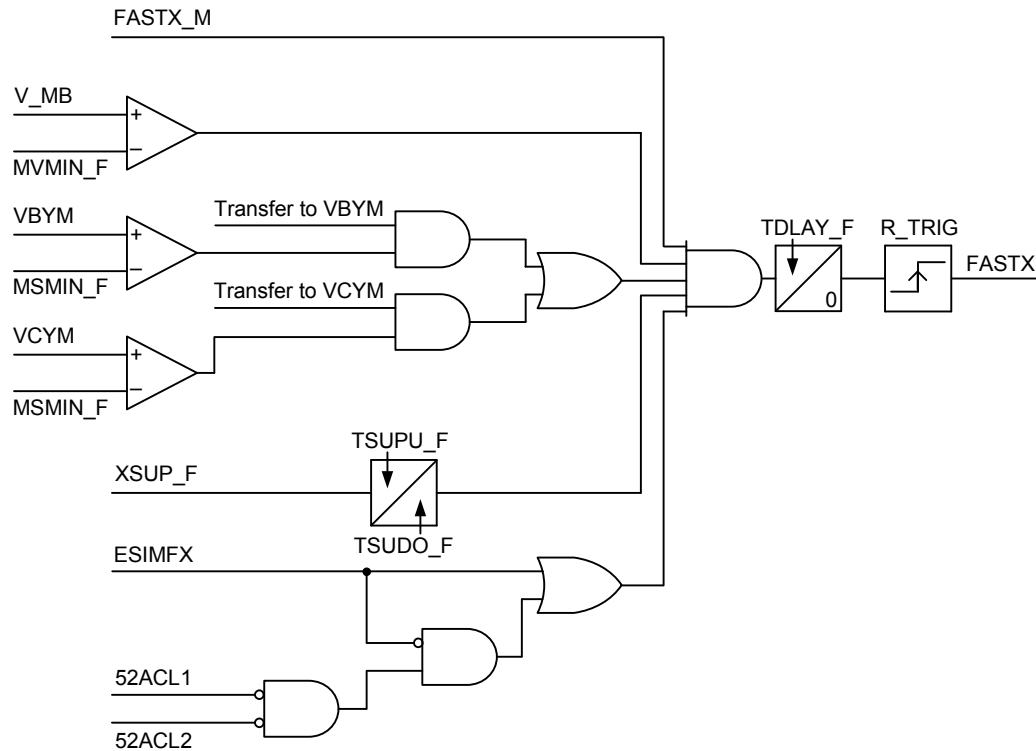 FASTX_M
V_MB
+
−
MVMIN_F
VBYM
+
−
MSMIN_F
Transfer to VBYM
Transfer to VCYM
VCYM
+
−
MSMIN_F
TDLAY_F
0
R_TRIG
FASTX
XSUP_F
TSUPU_F
TSUDO_F
ESIMFX
52ACL1
52ACL2